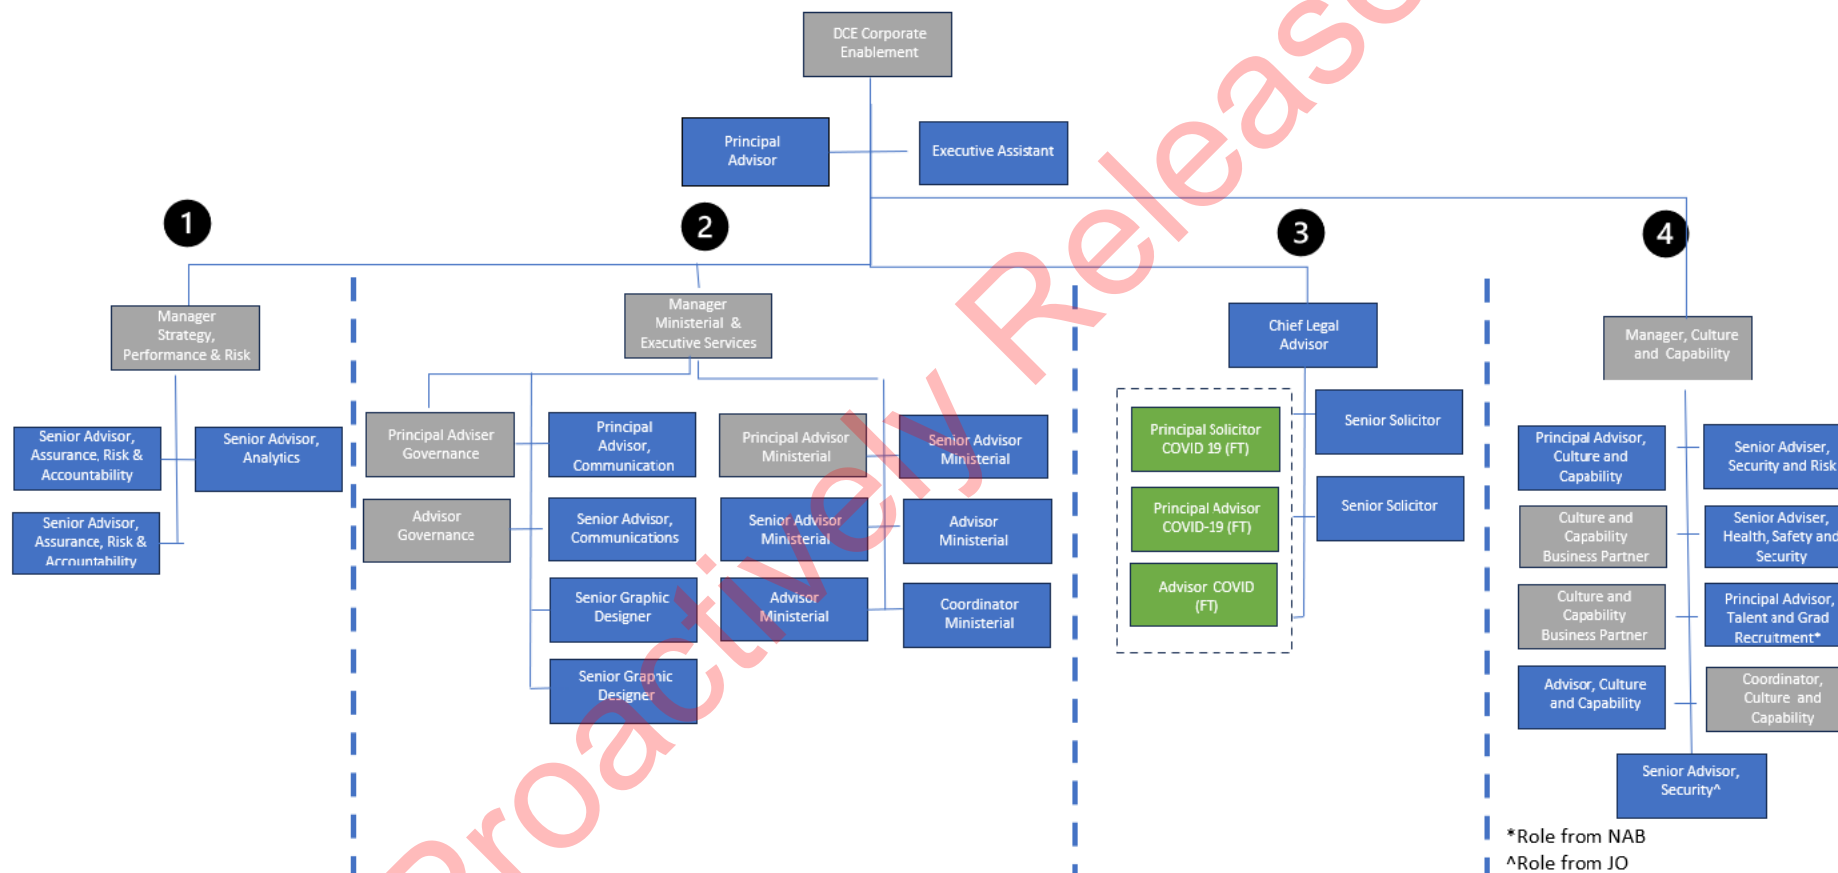 DCE Corporate
Enablement
Principal
Advisor
Executive Assistant
1
2
3
4
Manager
Strategy,
Performance & Risk
Senior Advisor,
Assurance, Risk &
Accountability
Senior Advisor,
Analytics
Senior Advisor,
Assurance, Risk &
Accountability
Manager
Ministerial &
Executive Services
Principal Adviser
Governance
Principal
Advisor,
Communication
Advisor
Governance
Senior Advisor,
Communications
Senior Graphic
Designer
Senior Graphic
Designer
Principal Advisor
Ministerial
Senior Advisor
Ministerial
Senior Advisor
Ministerial
Advisor
Ministerial
Advisor
Ministerial
Coordinator
Ministerial
Chief Legal
Advisor
Principal Solicitor
COVID 19 (FT)
Principal Advisor
COVID-19 (FT)
Advisor COVID
(FT)
Senior Solicitor
Senior Solicitor
Manager, Culture
and Capability
Principal Advisor,
Culture and
Capability
Senior Adviser,
Security and Risk
Culture and
Capability
Business Partner
Senior Adviser,
Health, Safety and
Security
Culture and
Capability
Business Partner
Principal Advisor,
Talent and Grad
Recruitment*
Advisor, Culture
and Capability
Coordinator,
Culture and
Capability
Senior Advisor,
Security^
*Role from NAB
^Role from JO
Proactively Release